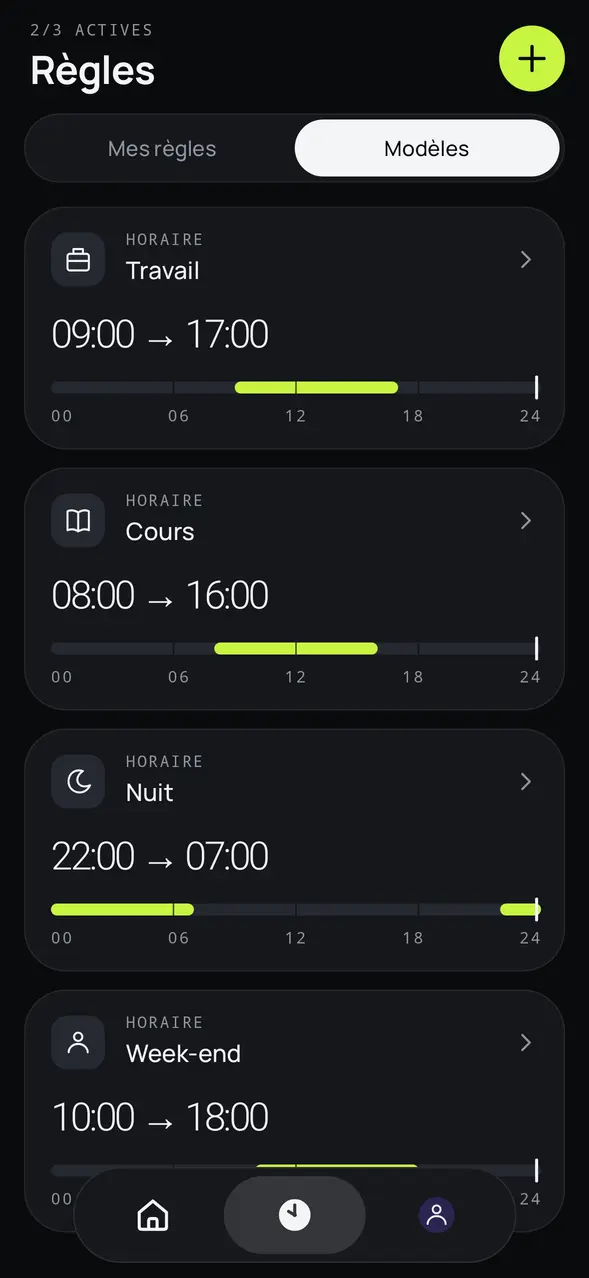 2/3 ACTIVES
Règles
Mes règles
Modèles
HORAIRE
Travail
09:00 → 17:00
00 06 12 18 24
HORAIRE
Cours
08:00 → 16:00
00 06 12 18 24
HORAIRE
Nuit
22:00 → 07:00
00 06 12 18 24
HORAIRE
Week-end
10:00 → 18:00
00 24